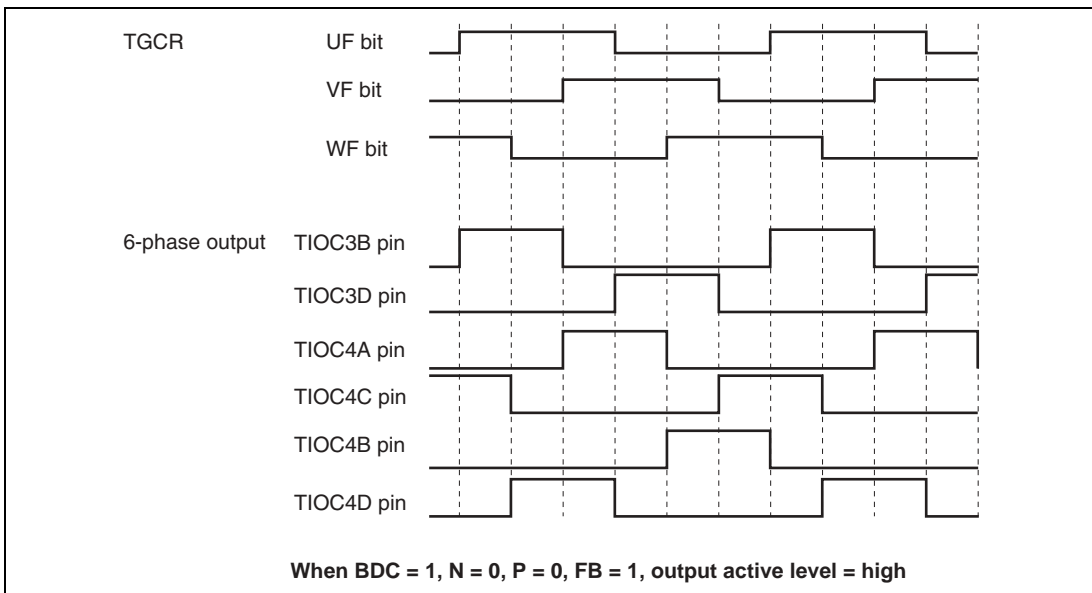 TGCR UF bit
VF bit
WF bit
6-phase output TIOC3B pin
TIOC3D pin
TIOC4A pin
TIOC4C pin
TIOC4B pin
TIOC4D pin
When BDC = 1, N = 0, P = 0, FB = 1, output active level = high